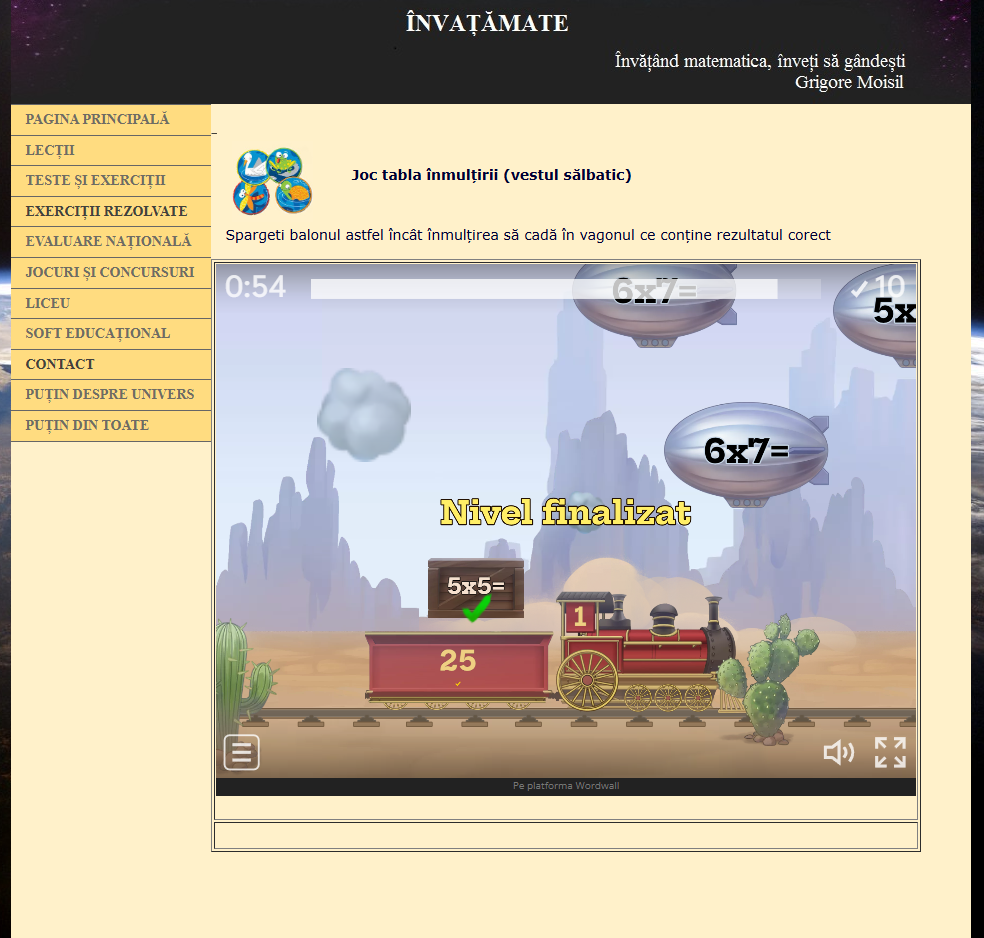 ÎNVAȚĂMATE
Învățând matematica, înveți să gândești
Grigore Moisil
PAGINA PRINCIPALĂ
LECȚII
TESTE ȘI EXERCIȚII
EXERCIȚII REZOLVATE
EVALUARE NAȚIONALĂ
JOCURI ȘI CONCURSURI
LICEU
SOFT EDUCAȚIONAL
CONTACT
PUȚIN DESPRE UNIVERS
PUȚIN DIN TOATE
Joc tabla înmulțirii (vestul sălbatic)
Spargeti balonul astfel încât înmulțirea să cadă în vagonul ce conține rezultatul corect
0:54
6x7=
10
5x
6x7=
Nivel finalizat
5x5=
1
25
Pe platforma Wordwall